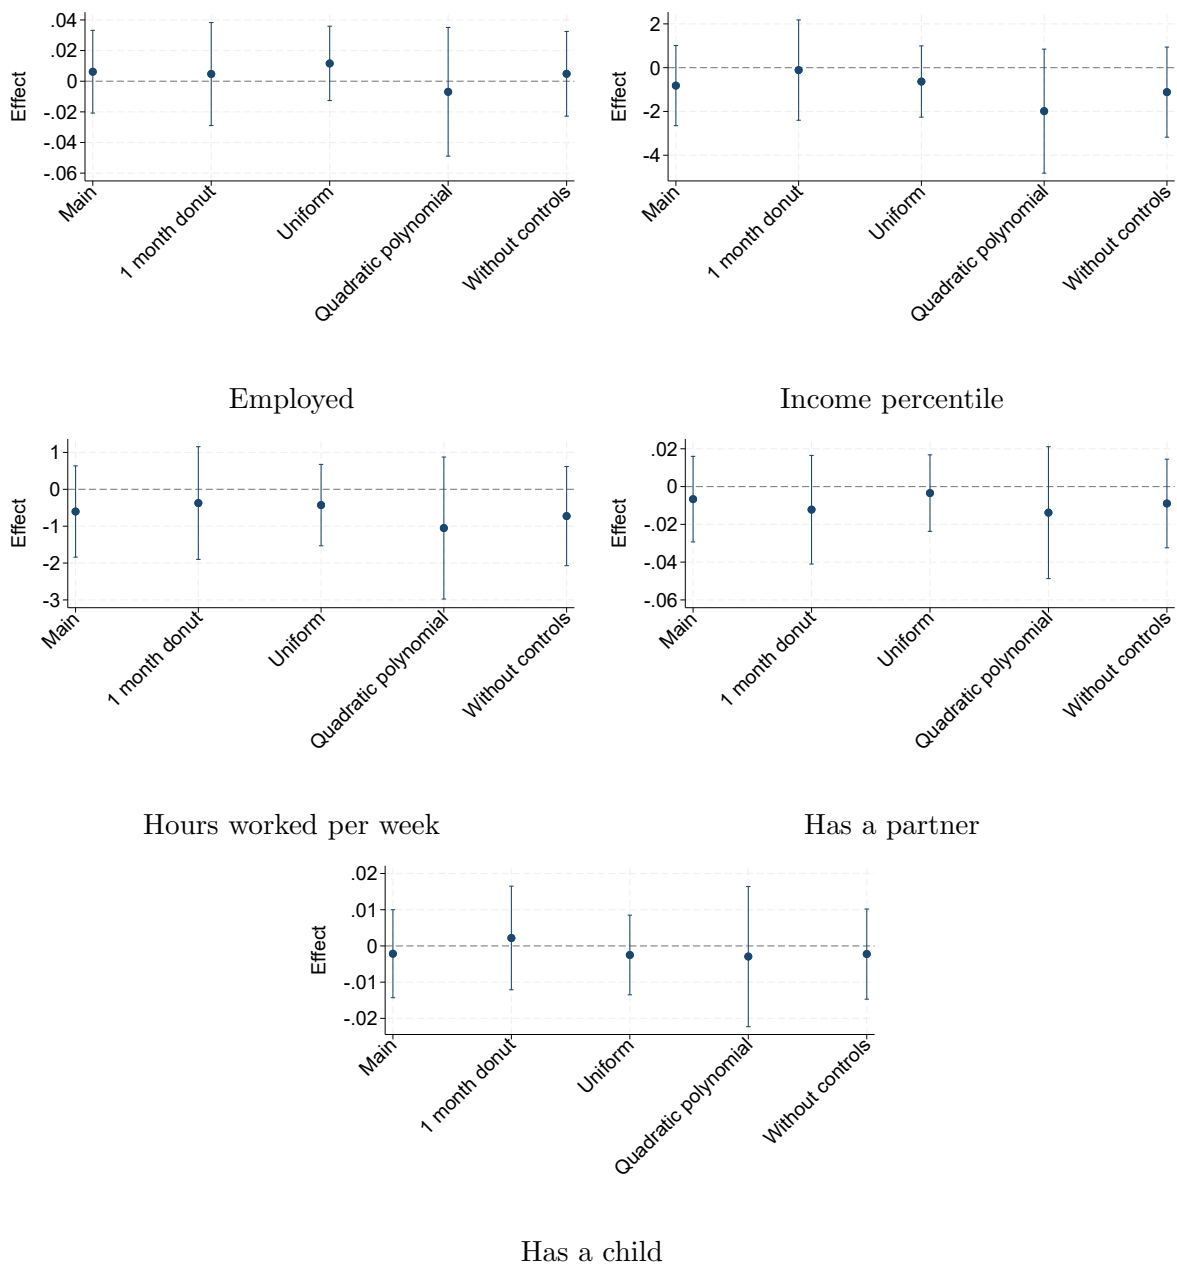 Effect
.04
.02
0
-.02
-.04
-.06
Main
1 month donut
Uniform
Quadratic polynomial
Without controls
Employed
Effect
2
0
-2
-4
Main
1 month donut
Uniform
Quadratic polynomial
Without controls
Income percentile
Effect
1
0
-1
-2
-3
Main
1 month donut
Uniform
Quadratic polynomial
Without controls
Hours worked per week
Effect
.02
0
-.02
-.04
-.06
Main
1 month donut
Uniform
Quadratic polynomial
Without controls
Has a partner
Effect
.02
.01
0
-.01
-.02
Main
1 month donut
Uniform
Quadratic polynomial
Without controls
Has a child